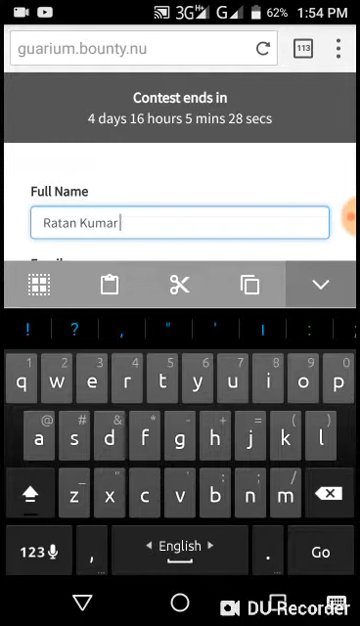 3G H+ G 62% 1:54 PM
guarium.bounty.nu 113
Contest ends in
4 days 16 hours 5 mins 28 secs
Full Name
Ratan Kumar
! ? , " ' | : ;
1 2 3 4 5 6 7 8 9 0
q w e r t y u i o p
@ # & * - + = ( )
a s d f g h j k l
_ " ' : ; /
z x c v b n m
123 , English . Go
DU Recorder